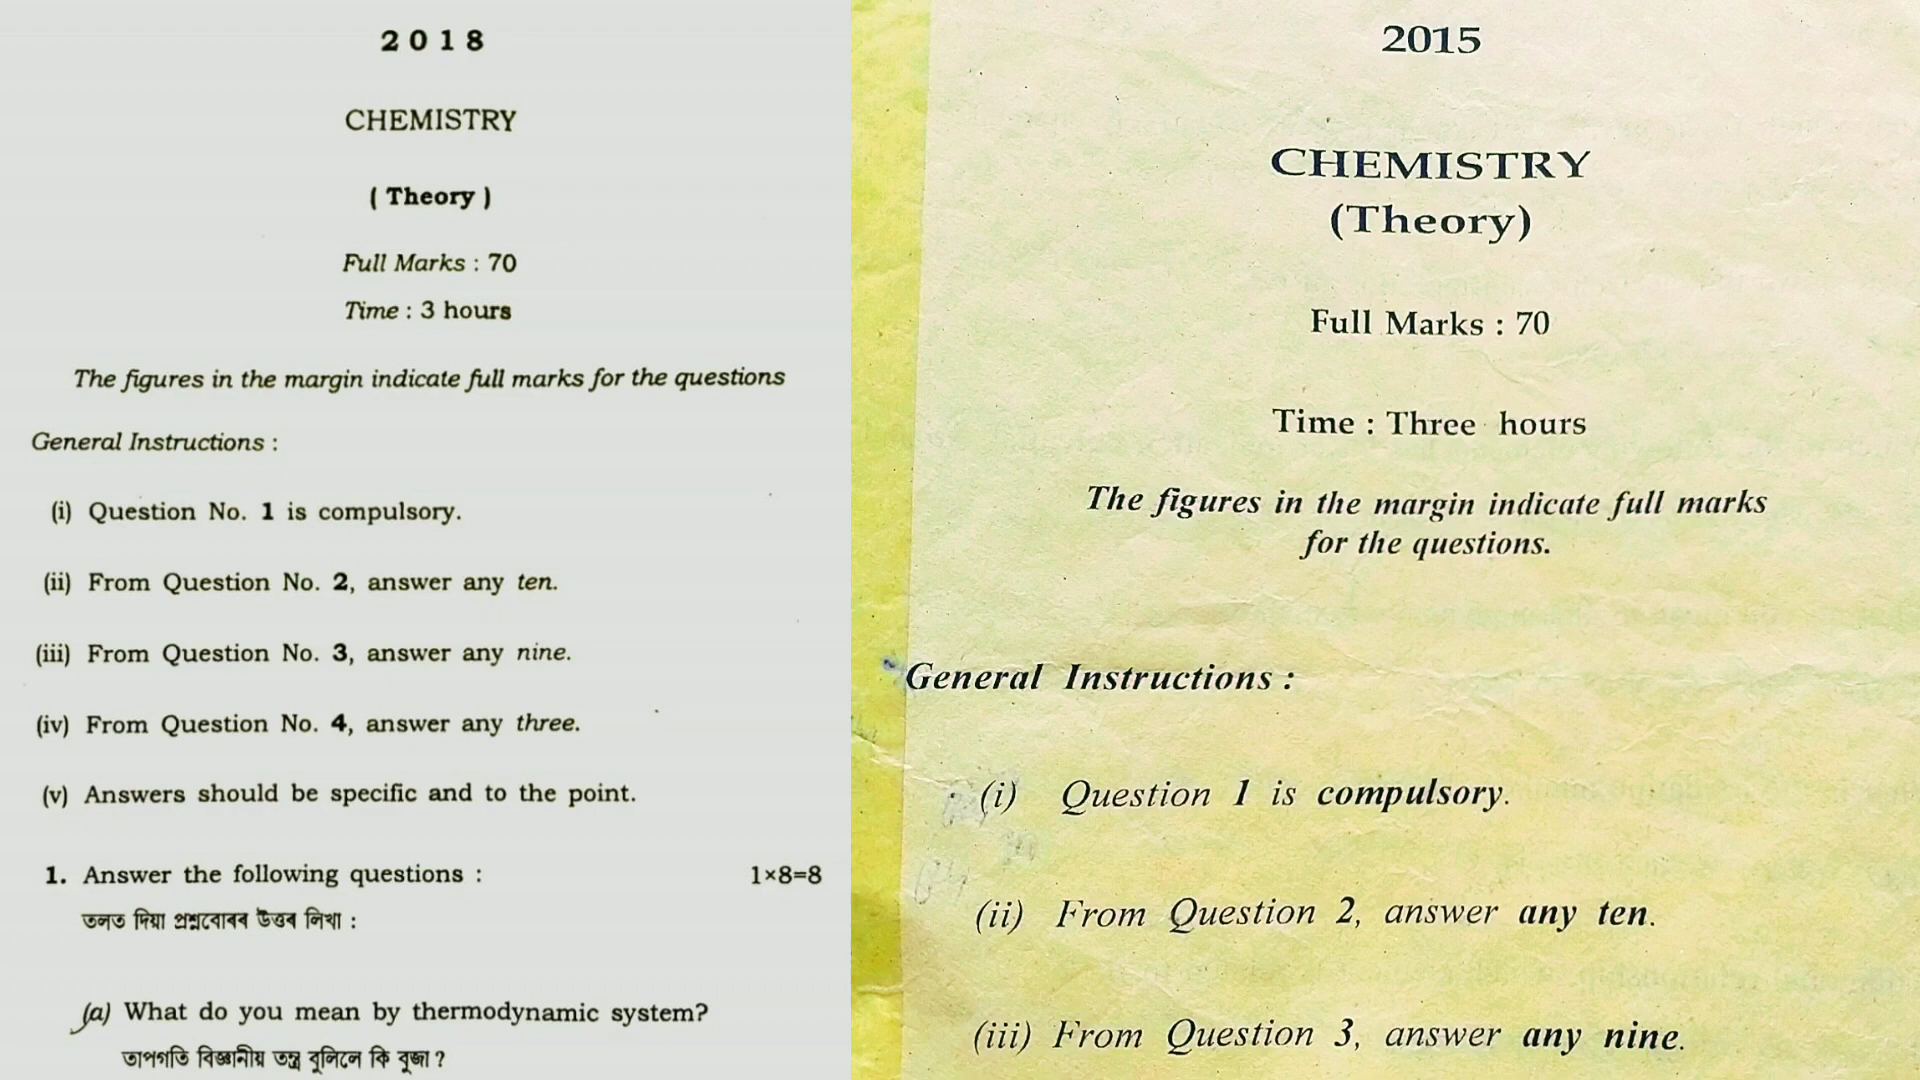 2018
CHEMISTRY
( Theory )
Full Marks : 70
Time : 3 hours
The figures in the margin indicate full marks for the questions
General Instructions :
(i) Question No. 1 is compulsory.
(ii) From Question No. 2, answer any ten.
(iii) From Question No. 3, answer any nine.
(iv) From Question No. 4, answer any three.
(v) Answers should be specific and to the point.
1. Answer the following questions : 1×8=8
তলত দিয়া প্ৰশ্নবোৰৰ উত্তৰ লিখা :
(a) What do you mean by thermodynamic system?
তাপগতি বিজ্ঞানীয় তন্ত্ৰ বুলিলে কি বুজা ?
2015
CHEMISTRY
(Theory)
Full Marks : 70
Time : Three hours
The figures in the margin indicate full marks
for the questions.
General Instructions :
(i) Question 1 is compulsory.
(ii) From Question 2, answer any ten.
(iii) From Question 3, answer any nine.